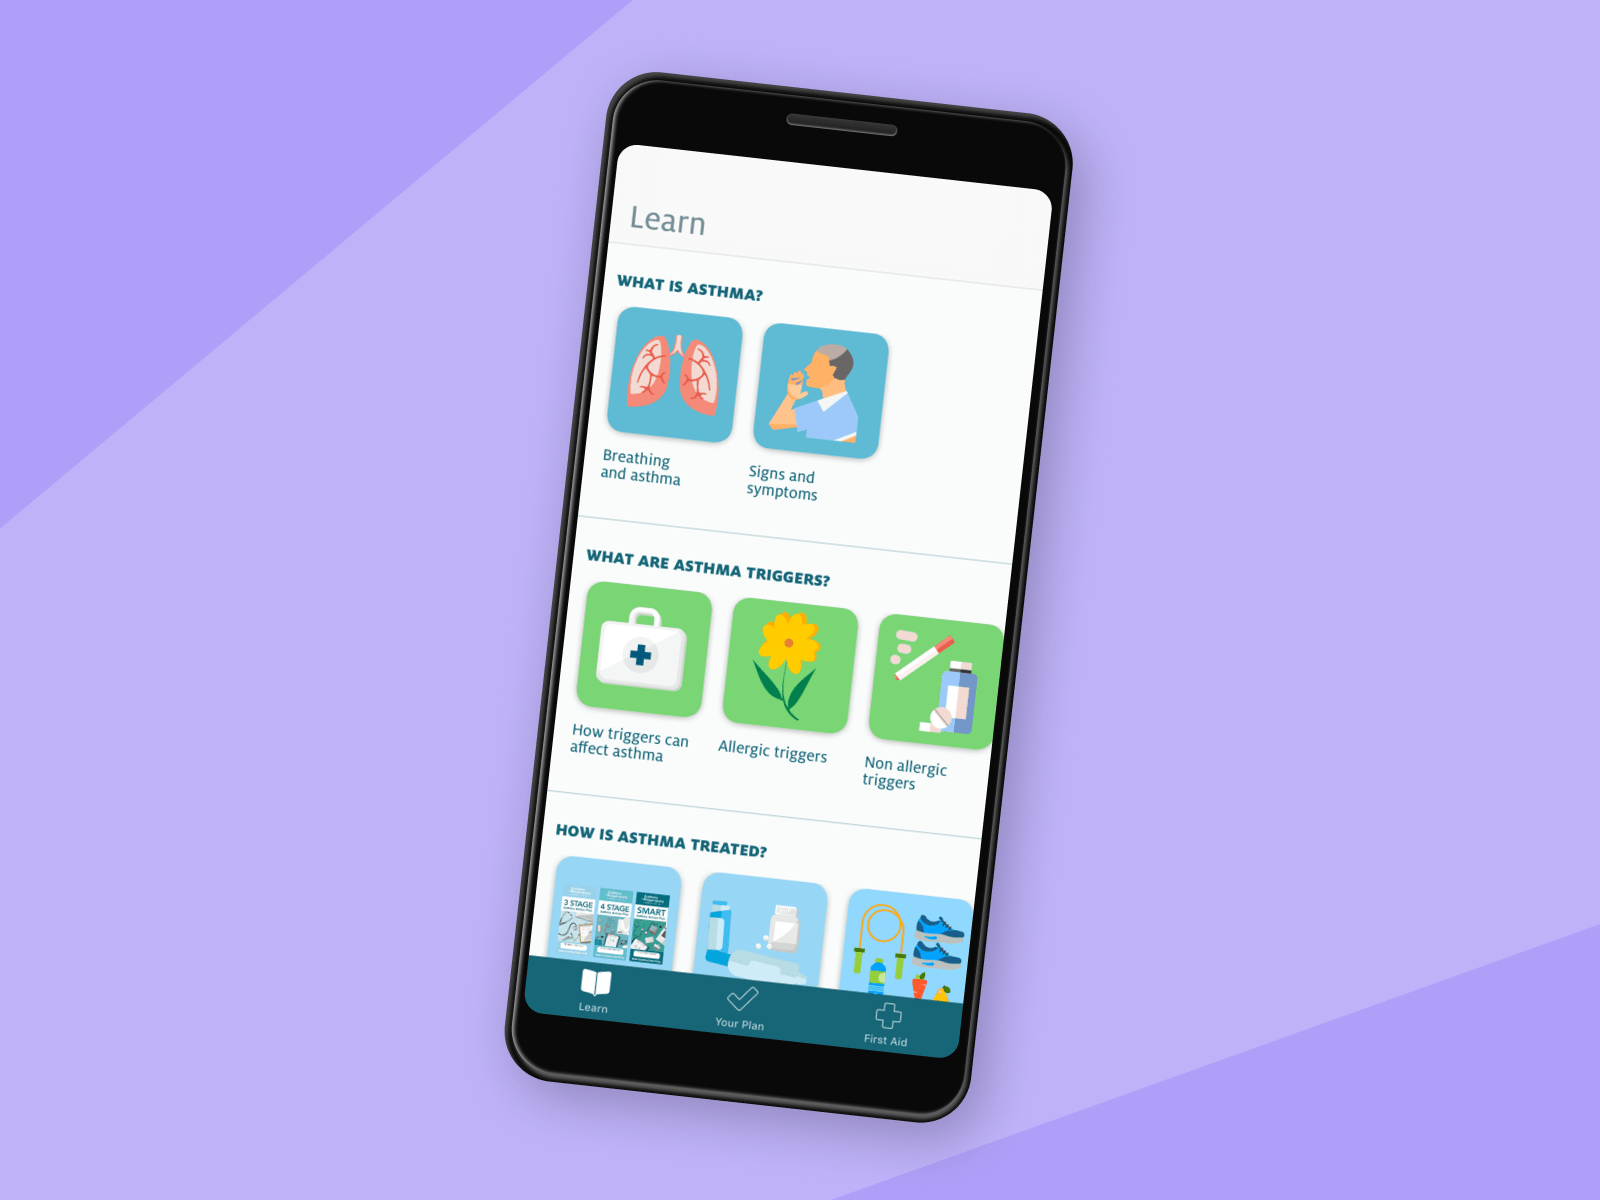 Learn
WHAT IS ASTHMA?
Breathing
and asthma
Signs and
symptoms
WHAT ARE ASTHMA TRIGGERS?
How triggers can
affect asthma
Allergic triggers
Non allergic
triggers
HOW IS ASTHMA TREATED?
3 STAGE
4 STAGE
SMART
Learn
Your Plan
First Aid